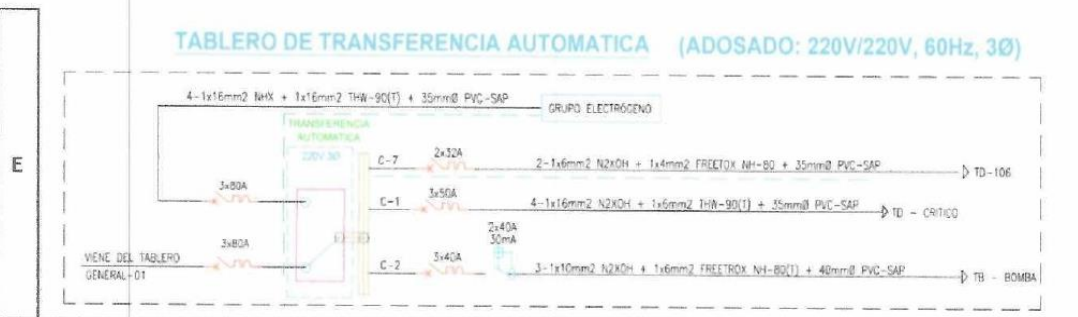 TABLERO DE TRANSFERENCIA AUTOMATICA (ADOSADO: 220V/220V, 60Hz, 3Ø)
E
4-1x16mm2 NHX + 1x16mm2 THW-90(T) + 35mmØ PVC-SAP
GRUPO ELECTRÓGENO
TRANSFERENCIA
AUTOMATICA
220V 3Ø
C-7
2x32A
2-1x6mm2 N2XOH + 1x4mm2 FREETOX NH-80 + 35mmØ PVC-SAP
TD-106
3x80A
C-1
3x50A
4-1x16mm2 N2XOH + 1x6mm2 THW-90(T) + 35mmØ PVC-SAP
TD - CRITICO
2x40A
30mA
VIENE DEL TABLERO
GENERAL-01
3x80A
C-2
3x40A
3-1x10mm2 N2XOH + 1x6mm2 FREETROX NH-80(T) + 40mmØ PVC-SAP
TB - BOMBA